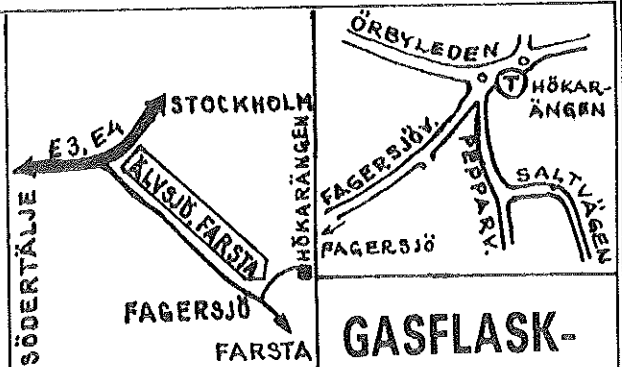 STOCKHOLM
E3, E4
SÖDERTÄLJE
ÄLVSJÖ, FARSTA
HÖKARÄNGEN
FAGERSJÖ
FARSTA
ÖRBYLEDEN
T
HÖKAR-
ÄNGEN
FAGERSJÖV.
PEPPARV.
SALTVÄGEN
FAGERSJÖ
GASFLASK-